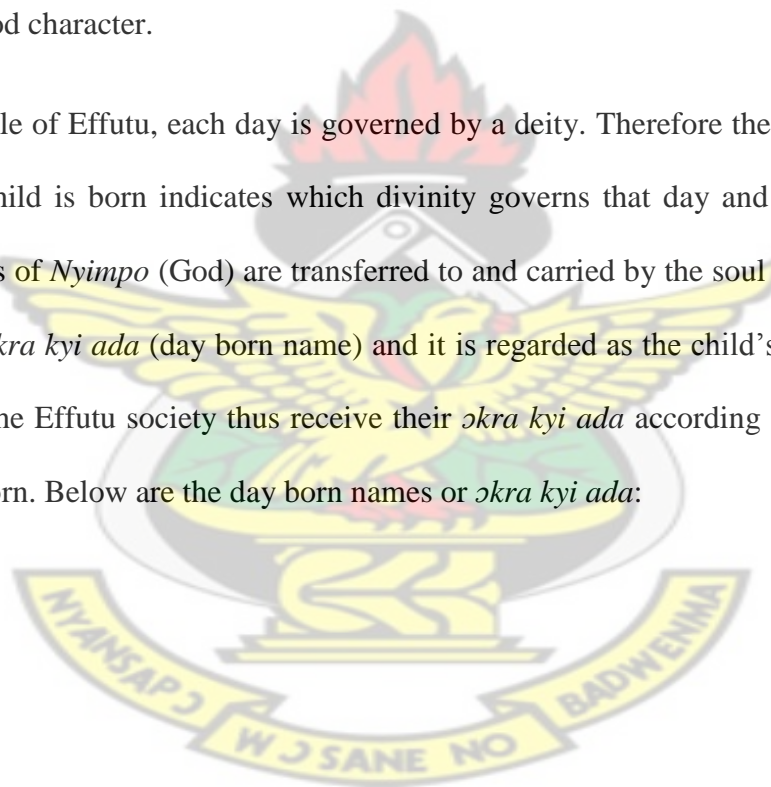 od character.
le of Effutu, each day is governed by a deity. Therefore the
hild is born indicates which divinity governs that day and
s of Nyimpo (God) are transferred to and carried by the soul
kra kyi ada (day born name) and it is regarded as the child's
he Effutu society thus receive their ɔkra kyi ada according
rn. Below are the day born names or ɔkra kyi ada:
NYANSAPƆ
WƆSANE NO
BADWENMA